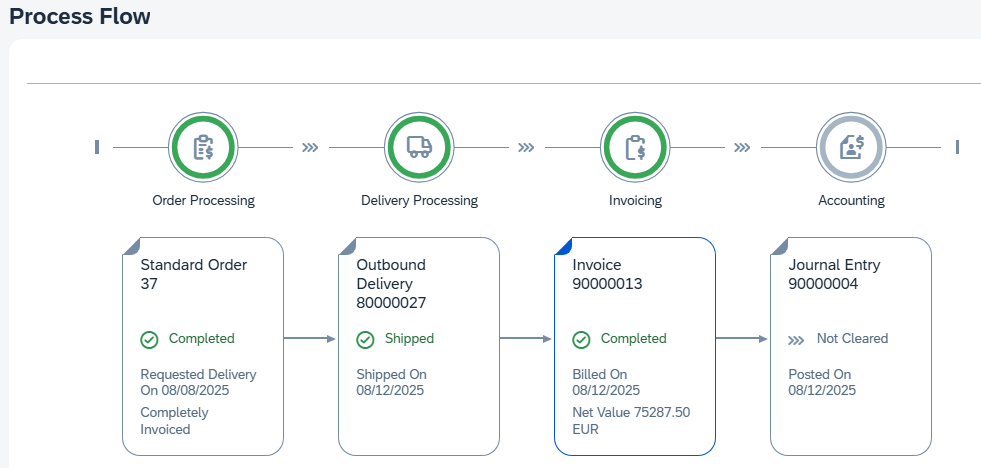 Process Flow
Order Processing
Delivery Processing
Invoicing
Accounting
Standard Order
37
Completed
Requested Delivery
On 08/08/2025
Completely
Invoiced
Outbound
Delivery
80000027
Shipped
Shipped On
08/12/2025
Invoice
90000013
Completed
Billed On
08/12/2025
Net Value 75287.50
EUR
Journal Entry
90000004
Not Cleared
Posted On
08/12/2025